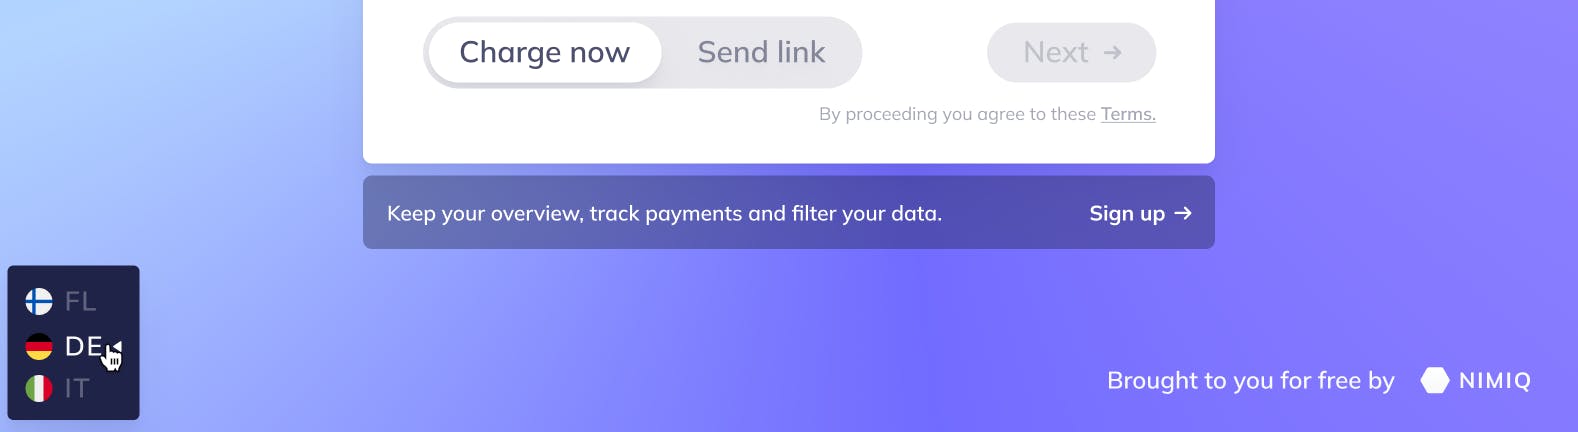 Charge now
Send link
Next →
By proceeding you agree to these Terms.
Keep your overview, track payments and filter your data.
Sign up →
FL
DE
IT
Brought to you for free by NIMIQ